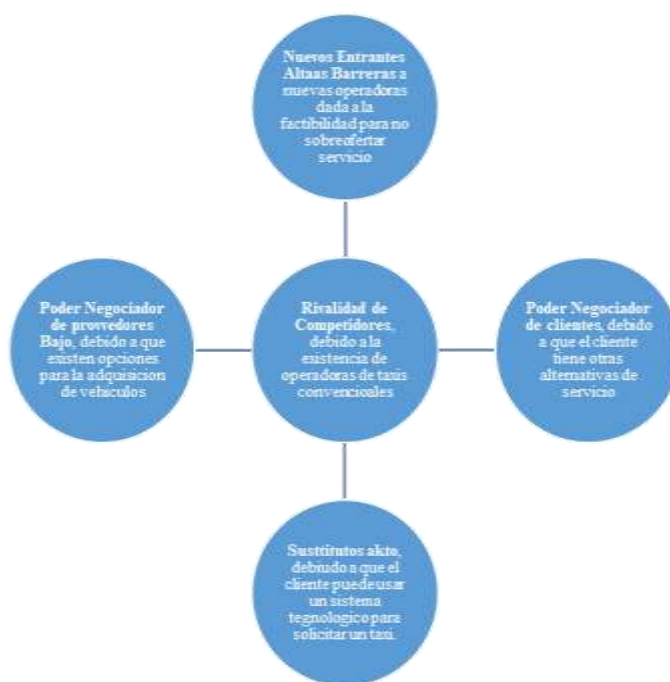 Nuevos Entrantes
Altaas Barreras a
nuevas operadoras
dada a la
factibilidad para no
sobreofertar
servicio
Poder Negociador
de provvedores
Bajo, debido a que
existen opciones
para la adquisicion
de vehiculos
Rivalidad de
Competidores,
debido a la
existencia de
operadoras de taxis
convencioales
Poder Negociador
de clientes, debido
a que el cliente
tiene otras
alternativas de
servicio
Susttitutos akto,
debiudo a que el
cliente puede usar
un sistema
tegnologico para
solicitar un taxi.